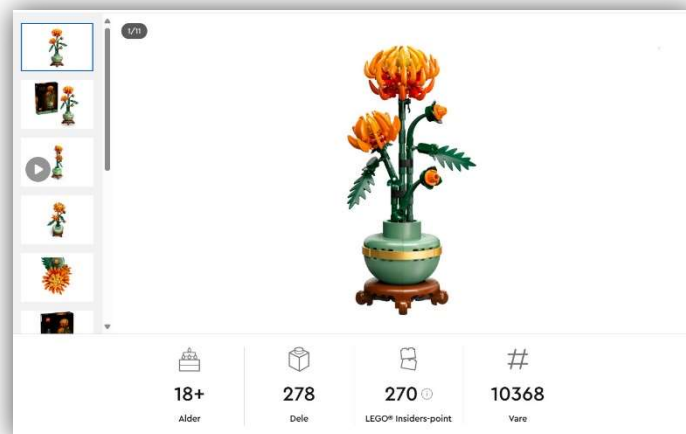 1/11
18+
278
270
10368
Alder
Dele
LEGO® Insiders-point
Vare